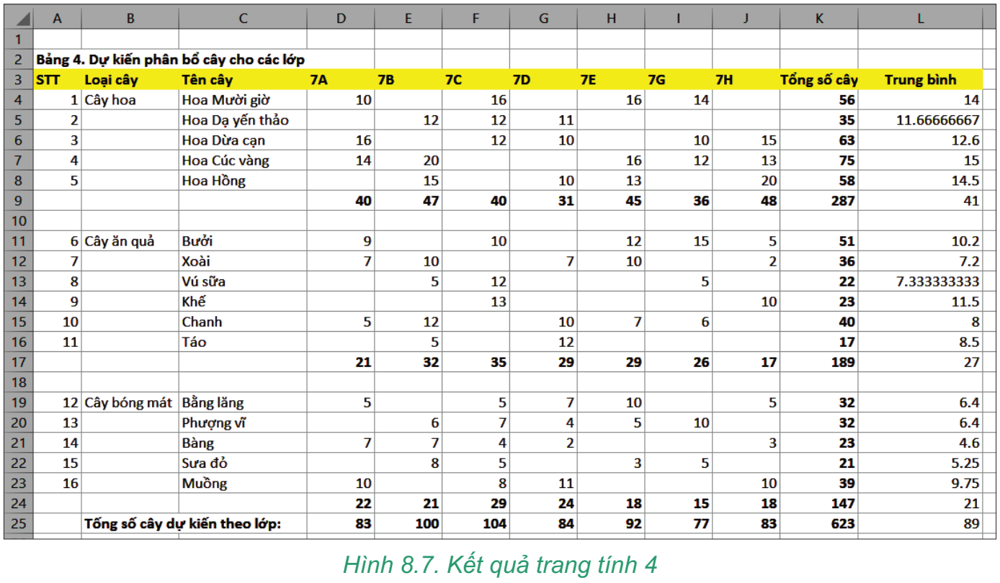 A B C D E F G H I J K L
1
2 Bảng 4. Dự kiến phân bổ cây cho các lớp
3 STT Loại cây Tên cây 7A 7B 7C 7D 7E 7G 7H Tổng số cây Trung bình
4 1 Cây hoa Hoa Mười giờ 10 16 16 14 56 14
5 2 Hoa Dạ yến thảo 12 12 11 35 11.66666667
6 3 Hoa Dừa cạn 16 12 10 10 15 63 12.6
7 4 Hoa Cúc vàng 14 20 16 12 13 75 15
8 5 Hoa Hồng 15 10 13 20 58 14.5
9 40 47 40 31 45 36 48 287 41
10
11 6 Cây ăn quả Bưởi 9 10 12 15 5 51 10.2
12 7 Xoài 7 10 7 10 2 36 7.2
13 8 Vú sữa 5 12 5 22 7.333333333
14 9 Khế 13 10 23 11.5
15 10 Chanh 5 12 10 7 6 40 8
16 11 Táo 5 12 17 8.5
17 21 32 35 29 29 26 17 189 27
18
19 12 Cây bóng mát Bằng lăng 5 5 7 10 5 32 6.4
20 13 Phượng vĩ 6 7 4 5 10 32 6.4
21 14 Bàng 7 7 4 2 3 23 4.6
22 15 Sưa đỏ 8 5 3 5 21 5.25
23 16 Muồng 10 8 11 10 39 9.75
24 22 21 29 24 18 15 18 147 21
25 Tổng số cây dự kiến theo lớp: 83 100 104 84 92 77 83 623 89
Hình 8.7. Kết quả trang tính 4